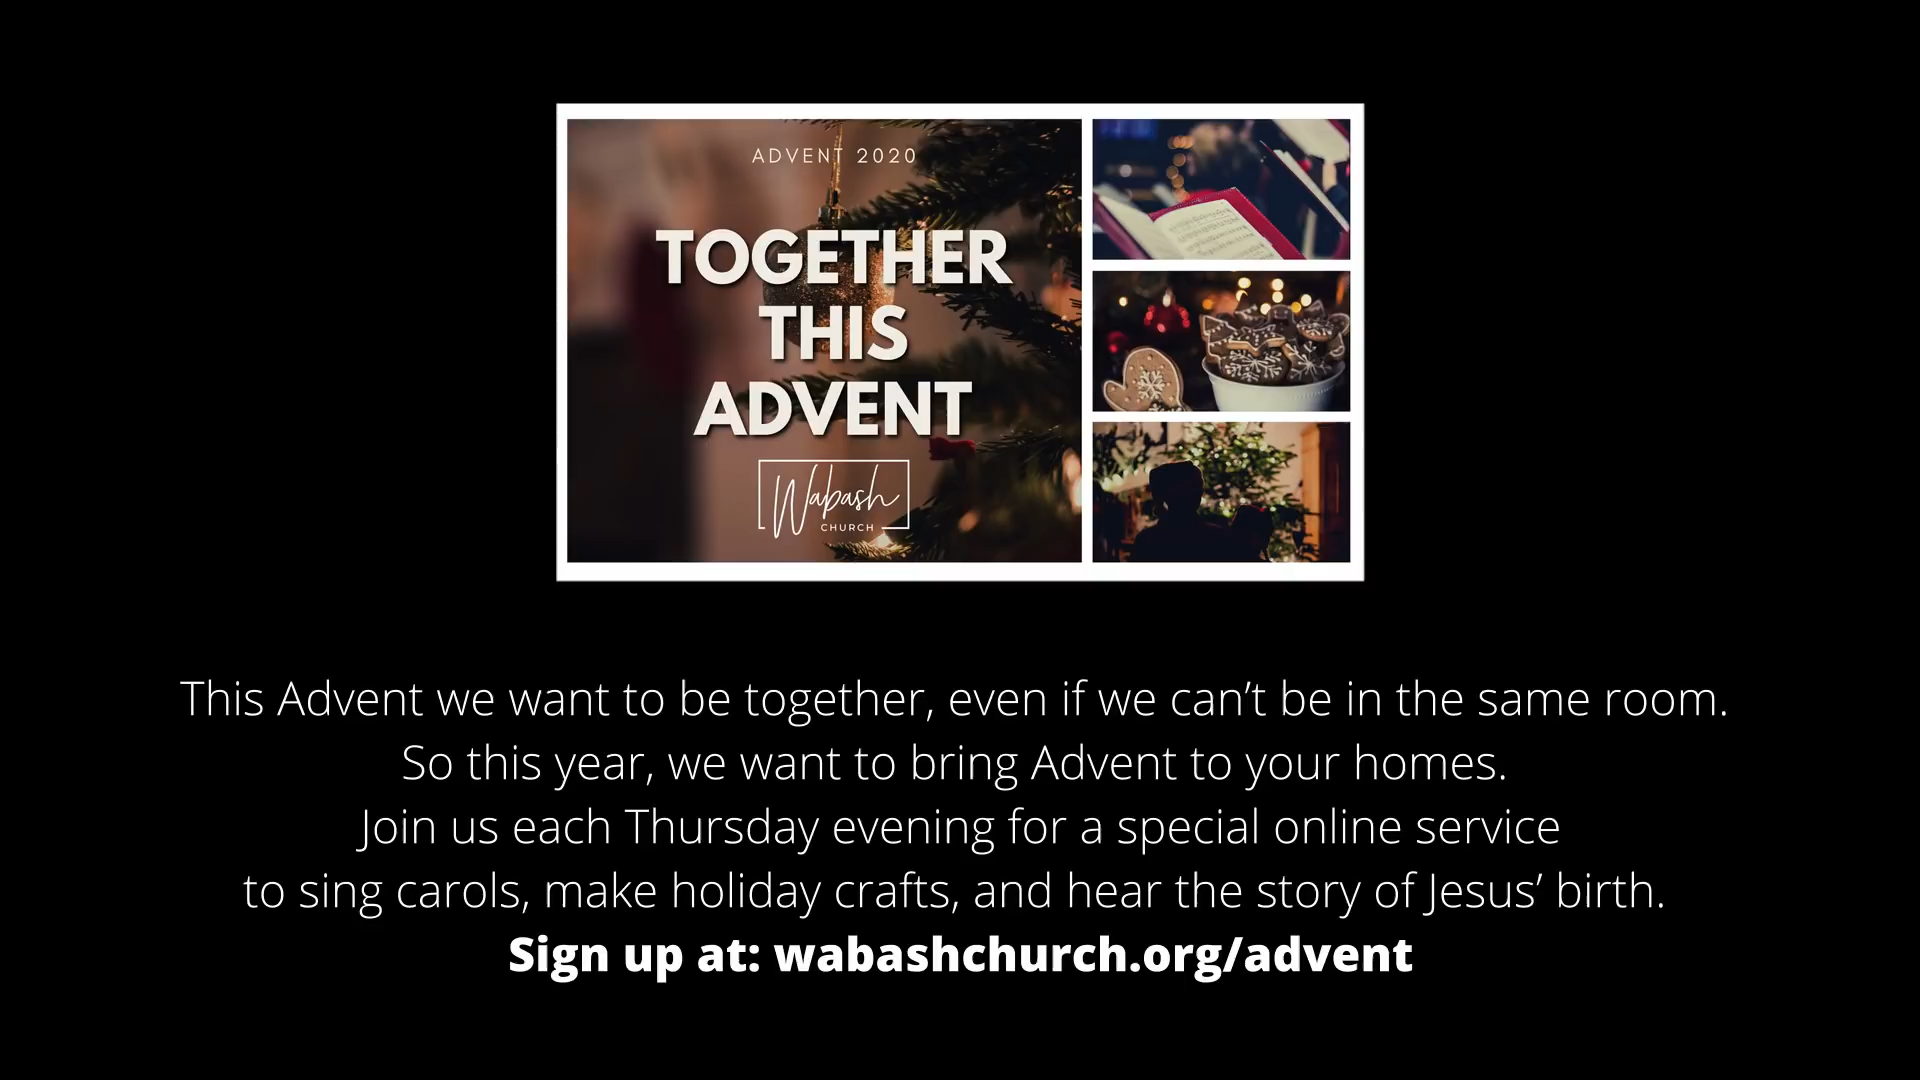 ADVENT 2020
TOGETHER
THIS
ADVENT
Wabash
CHURCH
This Advent we want to be together, even if we can’t be in the same room.
So this year, we want to bring Advent to your homes.
Join us each Thursday evening for a special online service
to sing carols, make holiday crafts, and hear the story of Jesus’ birth.
Sign up at: wabashchurch.org/advent